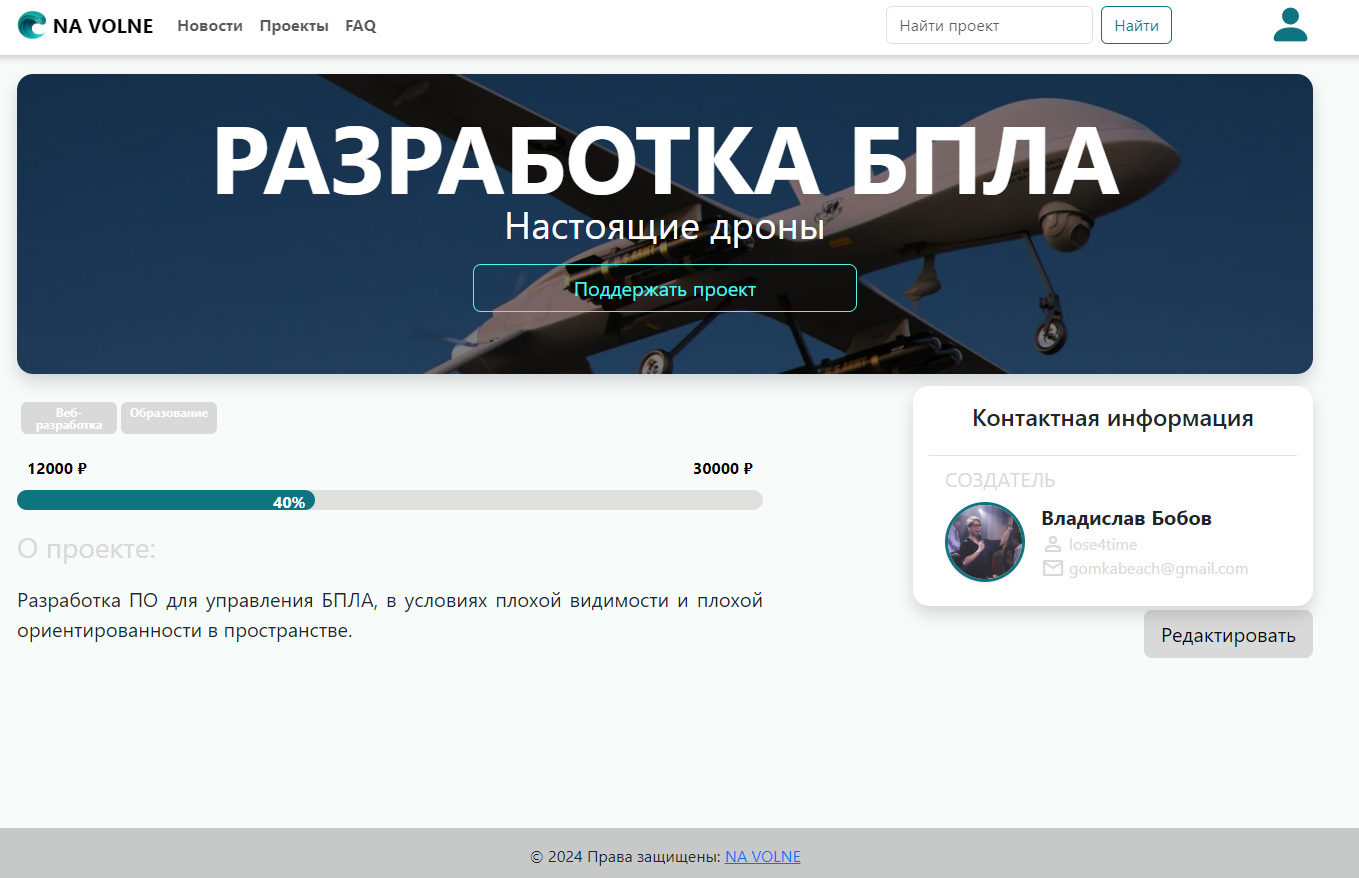 NA VOLNE Новости Проекты FAQ Найти проект Найти
РАЗРАБОТКА БПЛА
Настоящие дроны
Поддержать проект
Веб-
разработка
Образование
12000 ₽ 30000 ₽
40%
О проекте:
Разработка ПО для управления БПЛА, в условиях плохой видимости и плохой
ориентированности в пространстве.
Контактная информация
СОЗДАТЕЛЬ
Владислав Бобов
lose4time
gomkabeach@gmail.com
Редактировать
© 2024 Права защищены: NA VOLNE